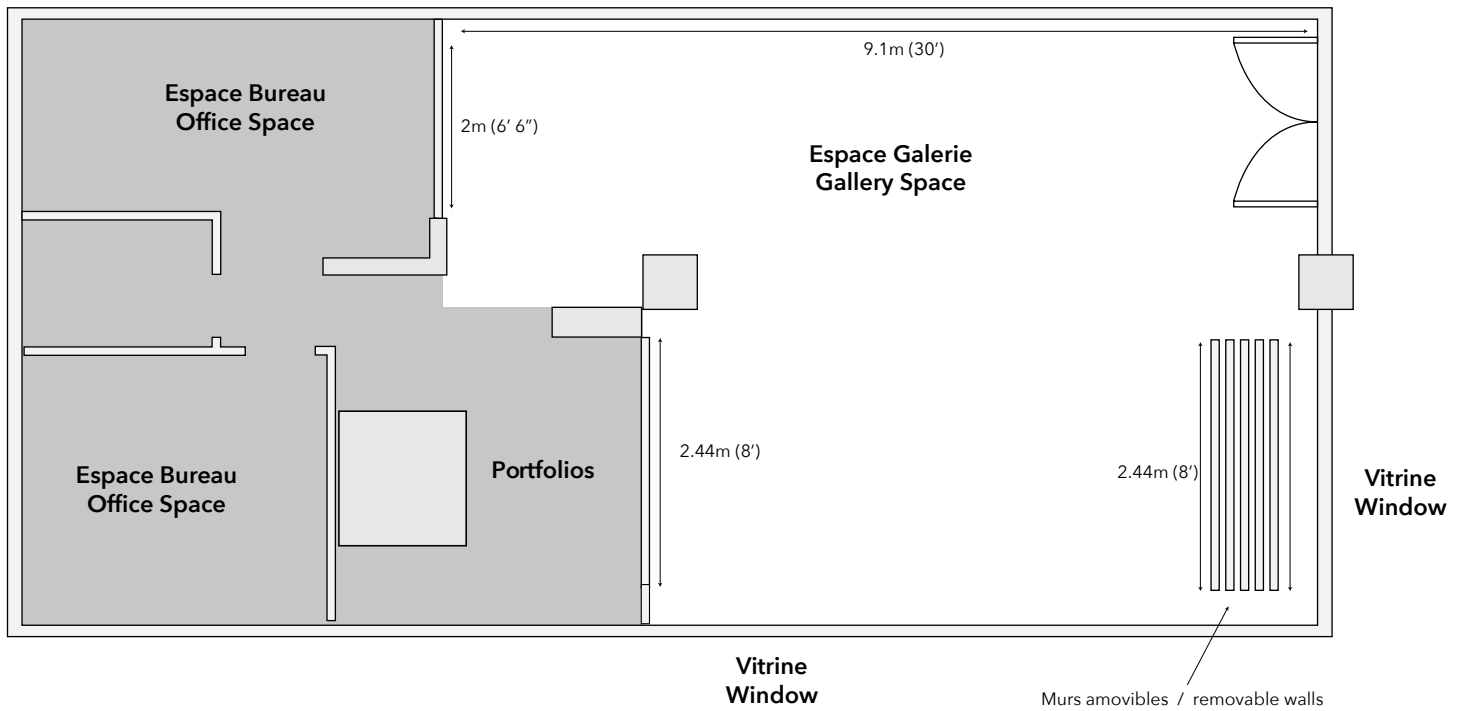 9.1m (30’)
Espace Bureau
Office Space
2m (6’ 6”)
Espace Galerie
Gallery Space
2.44m (8’)
Portfolios
2.44m (8’)
Espace Bureau
Office Space
Vitrine
Window
Vitrine
Window
Murs amovibles / removable walls